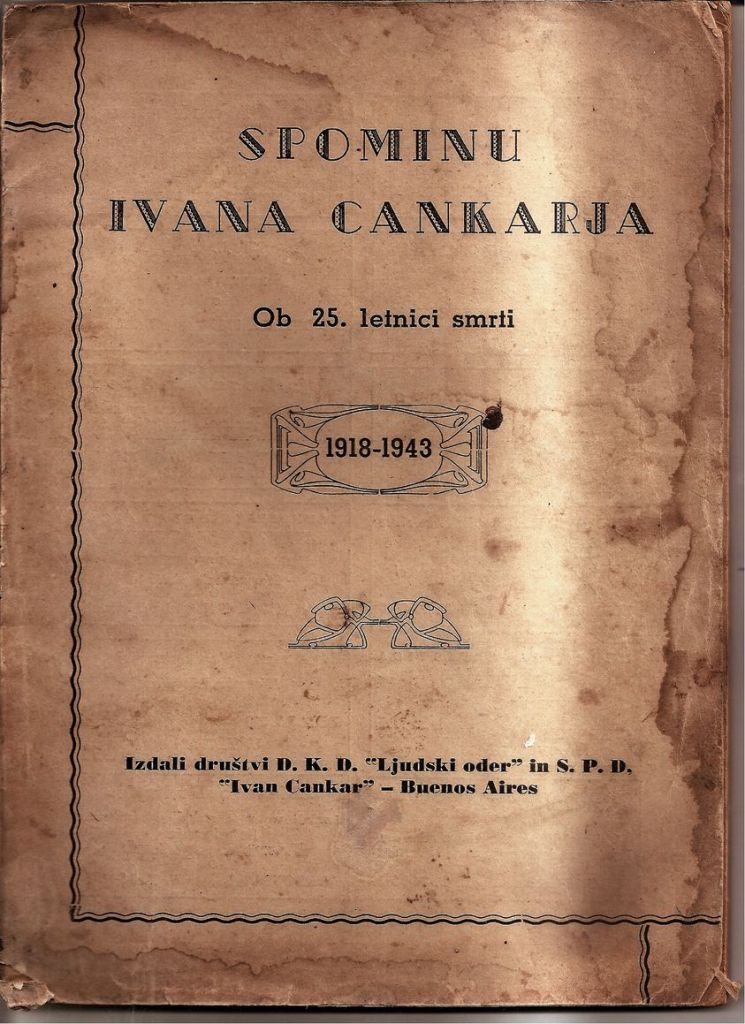 SPOMINU
IVANA CANKARJA
Ob 25. letnici smrti
1918-1943
Izdali društvi D. K. D. “Ljudski oder” in S. P. D,
“Ivan Cankar” – Buenos Aires